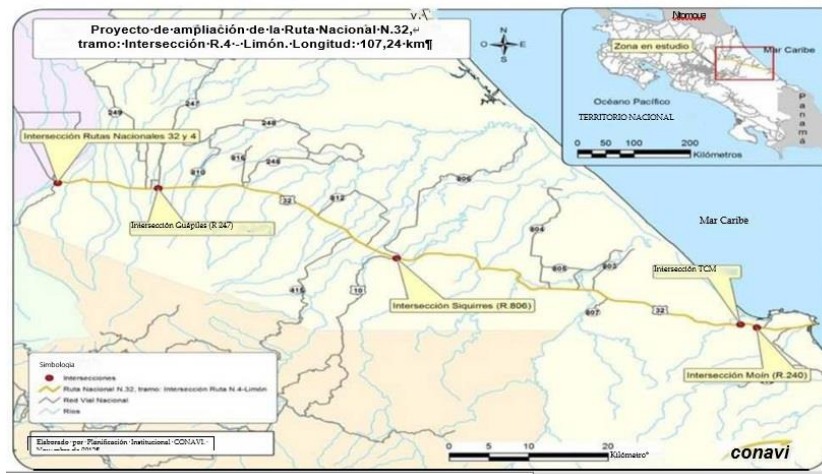 Proyecto·de·ampliación·de·la·Ruta·Nacional·N.32,
tramo:·Intersección·R.4·-·Limón.·Longitud:·107,24·km¶
O
N
E
S
Zona en estudio
Mar Caribe
Océano Pacífico
Panamá
TERRITORIO NACIONAL
0 50 100 200
Kilómetros
249
247
248
Intersección Rutas Nacionales 32 y 4
816
248
810
812
806
32
Intersección Guápiles (R 247)
Mar Caribe
804
Intersección TCM
805
803
415
10
Intersección Siquirres (R.806)
807
32
Intersección Moín (R.240)
Simbología
Intersecciones
Ruta Nacional N.32, tramo: Intersección Ruta N.4-Limón
Red Vial Nacional
Ríos
Elaborado·por·Planificación·Institucional·CONAVI.·
0 5 10 20
Kilómetro°
conavi